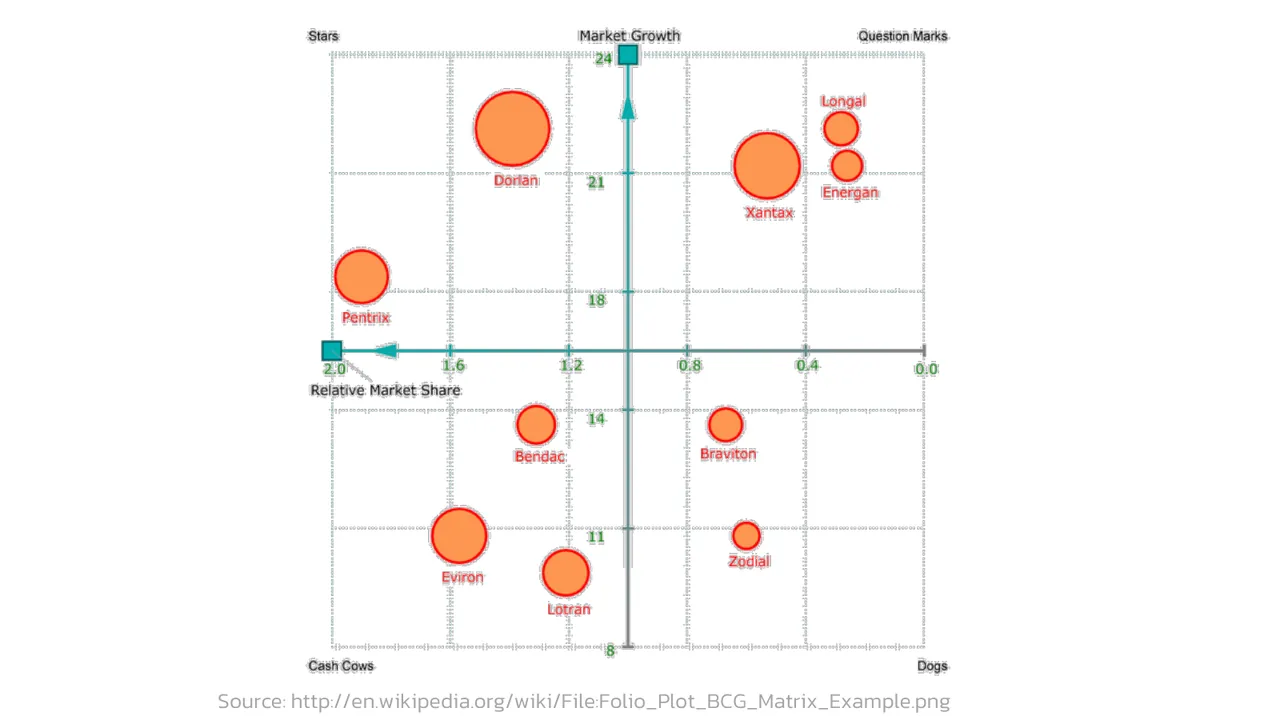 Stars
Market Growth
Question Marks
24
Longal
Dorian
21
Energan
Xantax
18
Pentrix
2.0
1.6
1.2
0.8
0.4
0.0
Relative Market Share
14
Bendac
Braviton
11
Zodial
Eviron
Lotran
8
Cash Cows
Dogs
Source: http://en.wikipedia.org/wiki/File:Folio_Plot_BCG_Matrix_Example.png